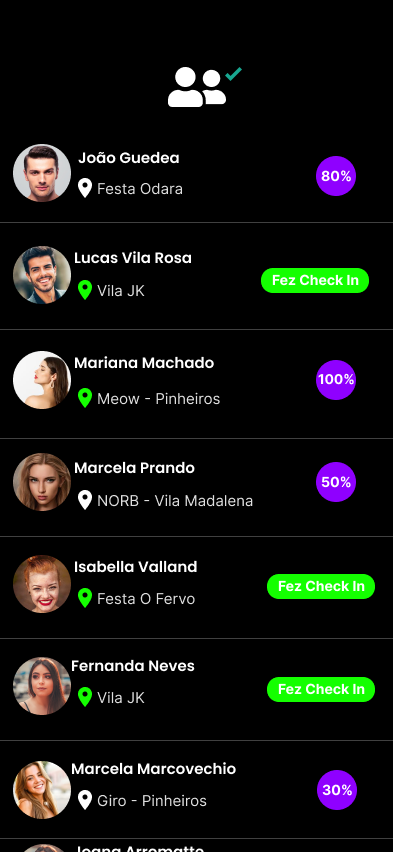 João Guedea
Festa Odara
80%
Lucas Vila Rosa
Vila JK
Fez Check In
Mariana Machado
Meow - Pinheiros
100%
Marcela Prando
NORB - Vila Madalena
50%
Isabella Valland
Festa O Fervo
Fez Check In
Fernanda Neves
Vila JK
Fez Check In
Marcela Marcovechio
Giro - Pinheiros
30%